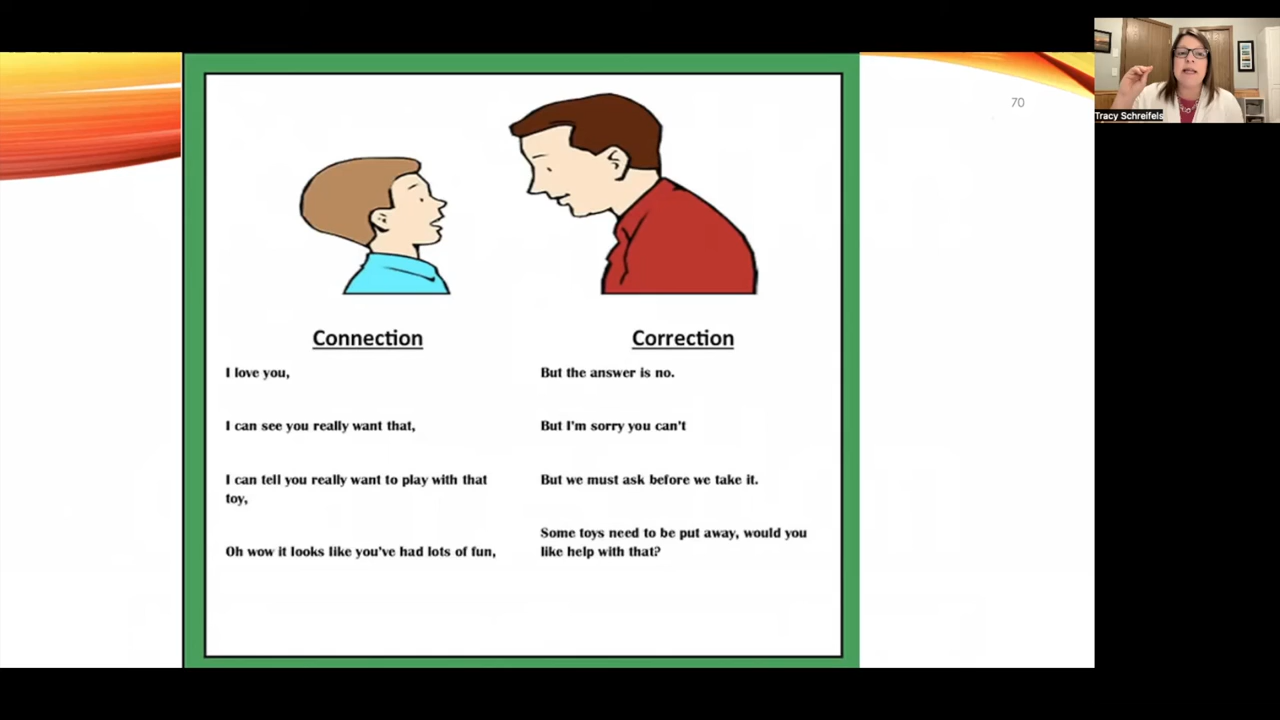 Tracy Schreifels
70
Connection
Correction
I love you,
But the answer is no.
I can see you really want that,
But I'm sorry you can't
I can tell you really want to play with that
toy,
But we must ask before we take it.
Oh wow it looks like you've had lots of fun,
Some toys need to be put away, would you
like help with that?